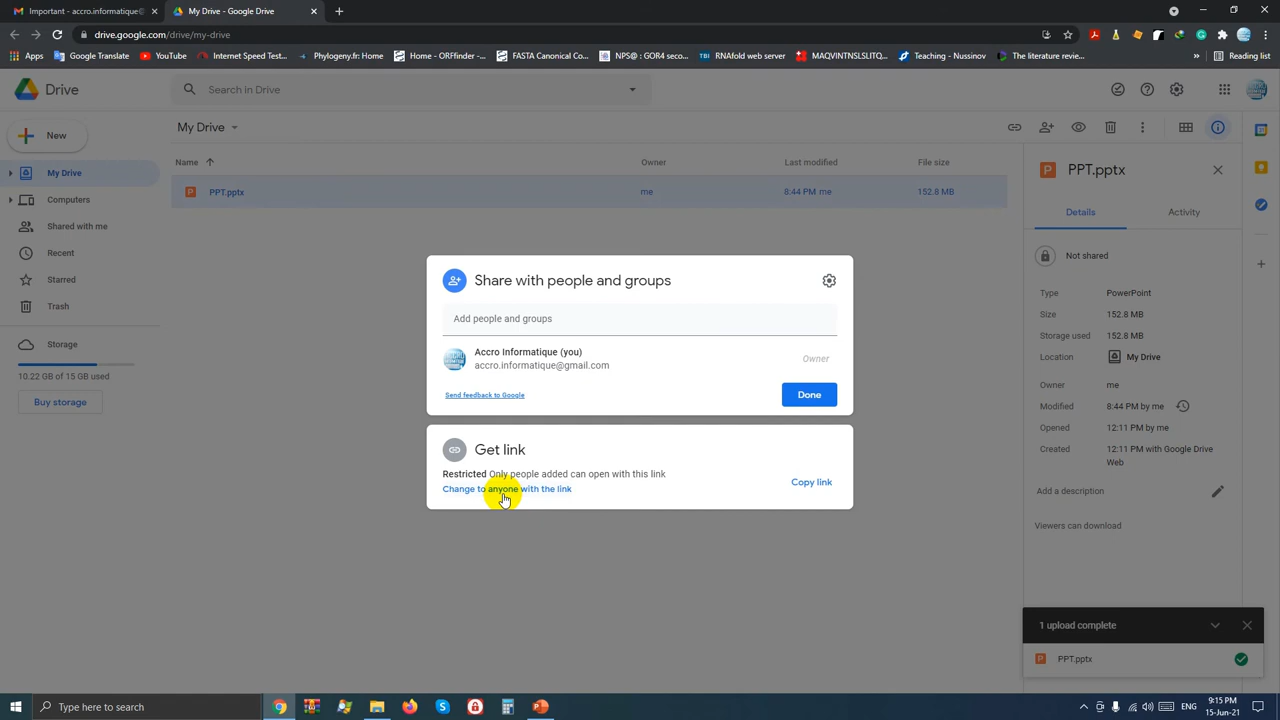 Important - accro.informatique@
My Drive - Google Drive
drive.google.com/drive/my-drive
Apps
Google Translate
YouTube
Internet Speed Test...
Phylogeny.fr: Home
Home - ORFfinder-...
FASTA Canonical Co...
NPS@ : GOR4 seco...
TBI
RNAfold web server
MAQVINTNSLSLITQ...
Teaching - Nussinov
The literature revie...
»
Reading list
Drive
Search in Drive
New
My Drive
Computers
Shared with me
Recent
Starred
Trash
Storage
10.22 GB of 15 GB used
Buy storage
My Drive
Name
Owner
Last modified
File size
PPT.pptx
me
8:44 PM me
152.8 MB
Share with people and groups
Add people and groups
Accro Informatique (you)
accro.informatique@gmail.com
Owner
Send feedback to Google
Done
Get link
Restricted Only people added can open with this link
Change to anyone with the link
Copy link
PPT.pptx
Details
Activity
Not shared
Type
PowerPoint
Size
152.8 MB
Storage used
152.8 MB
Location
My Drive
Owner
me
Modified
8:44 PM by me
Opened
12:11 PM by me
Created
12:11 PM with Google Drive
Web
Add a description
Viewers can download
1 upload complete
PPT.pptx
Type here to search
ENG
9:15 PM
15-Jun-21